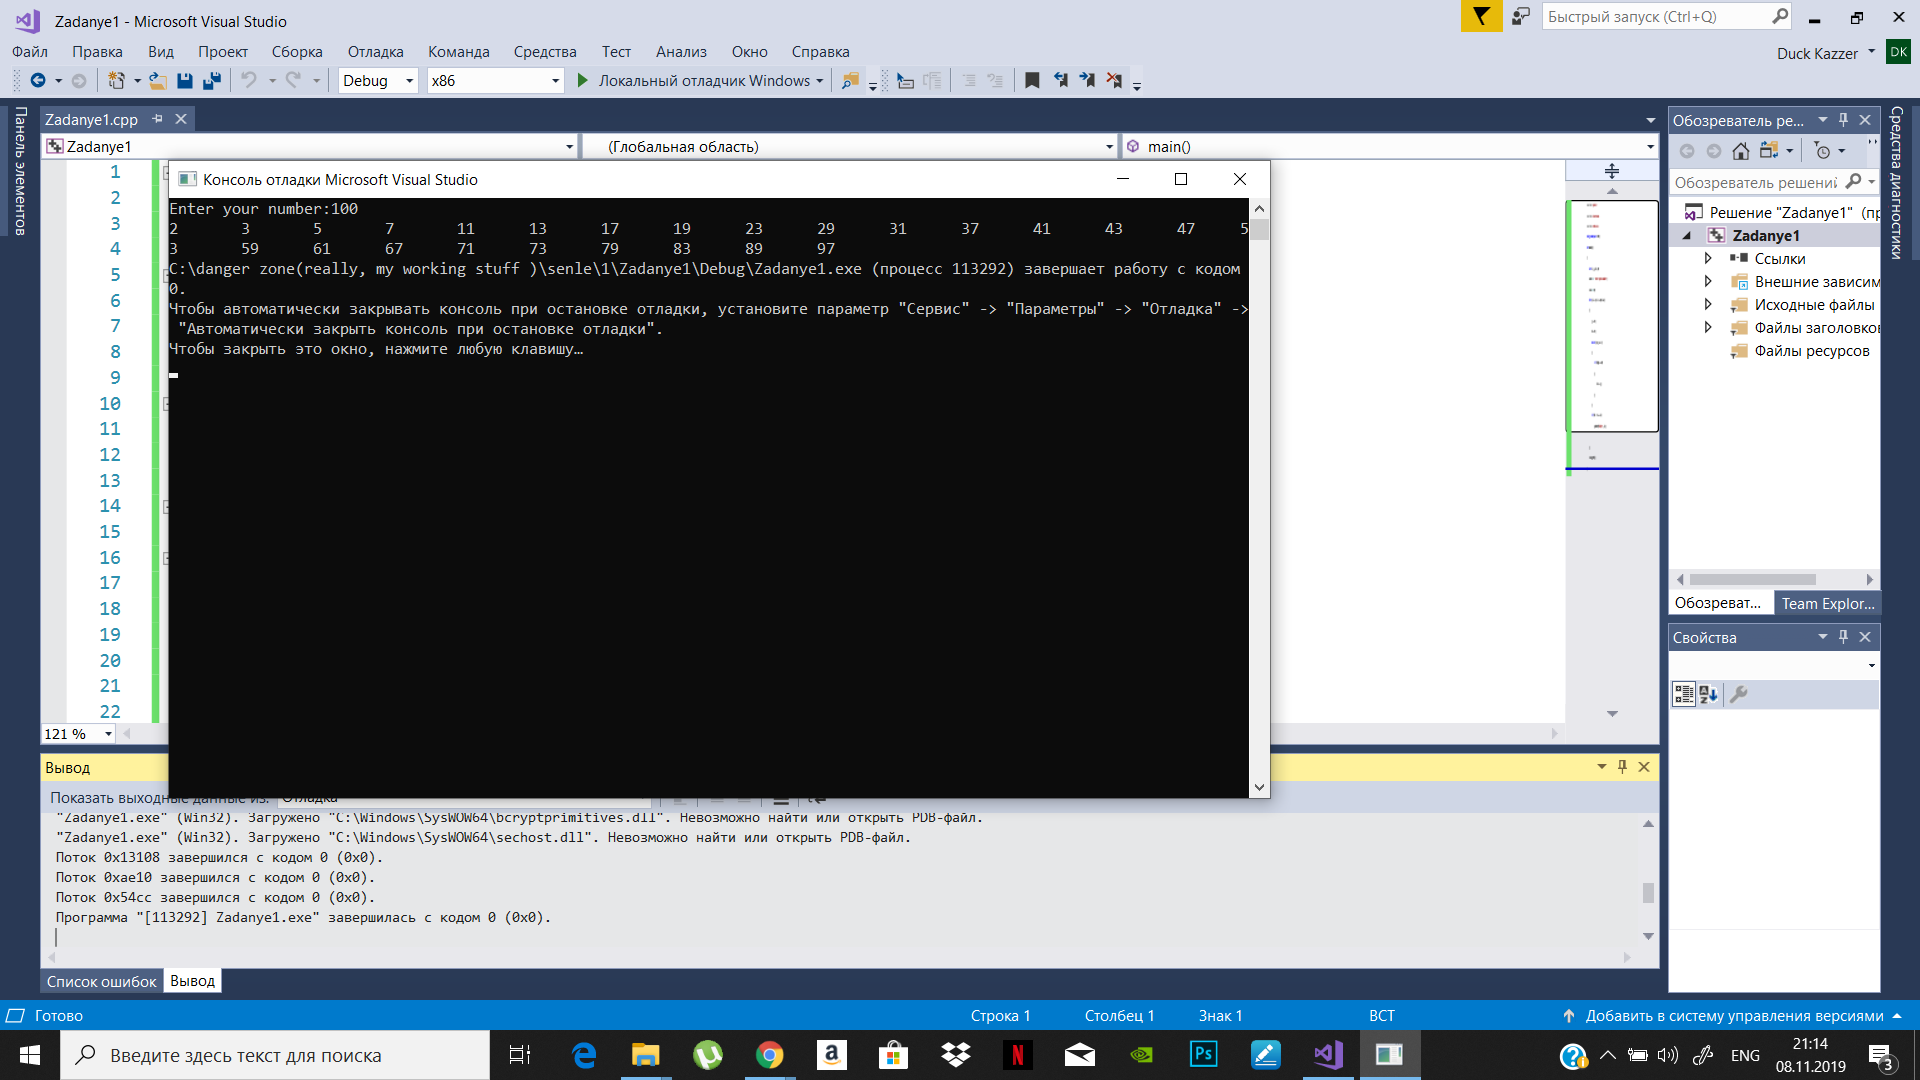 Zadanye1 - Microsoft Visual Studio
Быстрый запуск (Ctrl+Q)
Файл Правка Вид Проект Сборка Отладка Команда Средства Тест Анализ Окно Справка
Duck Kazzer DK
Debug x86 Локальный отладчик Windows
Панель элементов
Zadanye1.cpp
Zadanye1 (Глобальная область) main()
1
2
3
4
5
6
7
8
9
10
11
12
13
14
15
16
17
18
19
20
21
22
121 %
Консоль отладки Microsoft Visual Studio
Enter your number:100
2 3 5 7 11 13 17 19 23 29 31 37 41 43 47 5
3 59 61 67 71 73 79 83 89 97
C:\danger zone(really, my working stuff )\senle\1\Zadanye1\Debug\Zadanye1.exe (процесс 113292) завершает работу с кодом
0.
Чтобы автоматически закрывать консоль при остановке отладки, установите параметр "Сервис" -> "Параметры" -> "Отладка" ->
"Автоматически закрыть консоль при остановке отладки".
Чтобы закрыть это окно, нажмите любую клавишу…
Обозреватель ре...
Обозреватель решений
Решение "Zadanye1" (пр
Zadanye1
Ссылки
Внешние зависим
Исходные файлы
Файлы заголовко
Файлы ресурсов
Обозреват... Team Explor...
Свойства
Средства диагностики
Вывод
Показать выходные данные из: Отладка
"Zadanye1.exe" (Win32). Загружено "C:\Windows\SysWOW64\bcryptprimitives.dll". Невозможно найти или открыть PDB-файл.
"Zadanye1.exe" (Win32). Загружено "C:\Windows\SysWOW64\sechost.dll". Невозможно найти или открыть PDB-файл.
Поток 0x13108 завершился с кодом 0 (0x0).
Поток 0xae10 завершился с кодом 0 (0x0).
Поток 0x54cc завершился с кодом 0 (0x0).
Программа "[113292] Zadanye1.exe" завершилась с кодом 0 (0x0).
Список ошибок Вывод
Готово Строка 1 Столбец 1 Знак 1 ВСТ Добавить в систему управления версиями
Введите здесь текст для поиска
ENG
21:14
08.11.2019
3